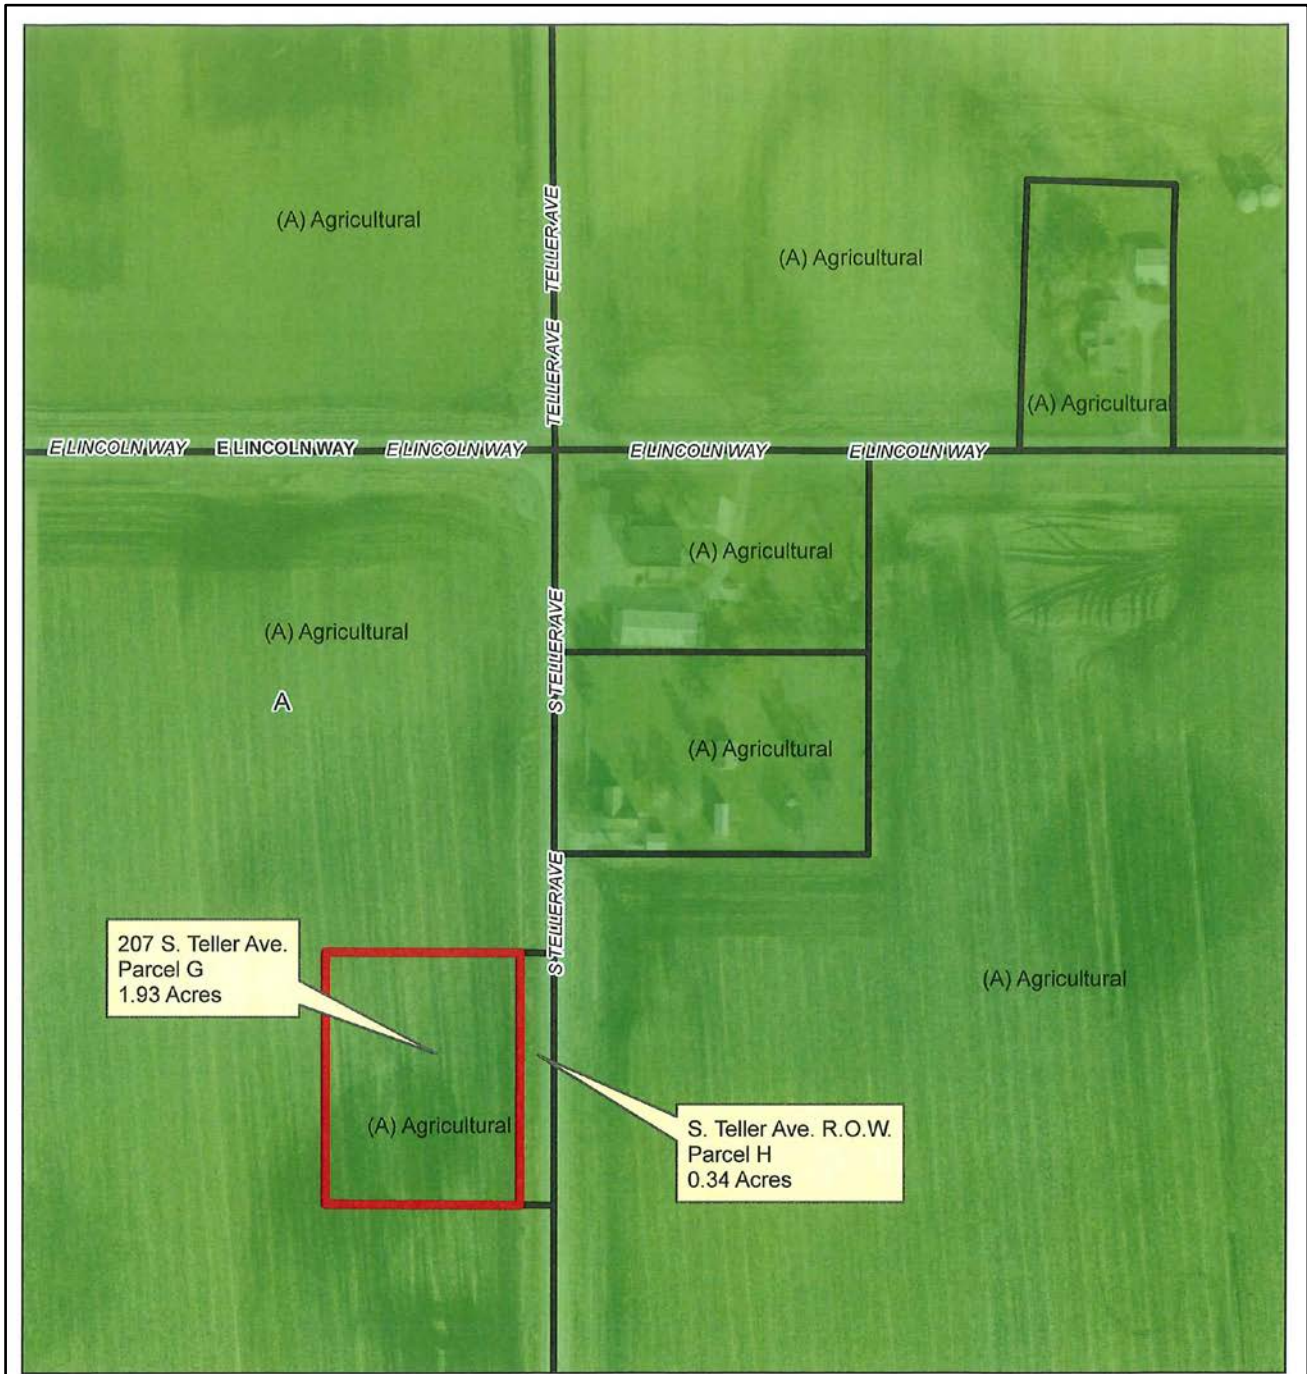 (A) Agricultural
TELLER AVE
(A) Agricultural
TELLER AVE
(A) Agricultural
E LINCOLN WAY
E LINCOLN WAY
E LINCOLN WAY
E LINCOLN WAY
E LINCOLN WAY
(A) Agricultural
S TELLER AVE
(A) Agricultural
A
(A) Agricultural
S TELLER AVE
207 S. Teller Ave.
Parcel G
1.93 Acres
(A) Agricultural
(A) Agricultural
S. Teller Ave. R.O.W.
Parcel H
0.34 Acres